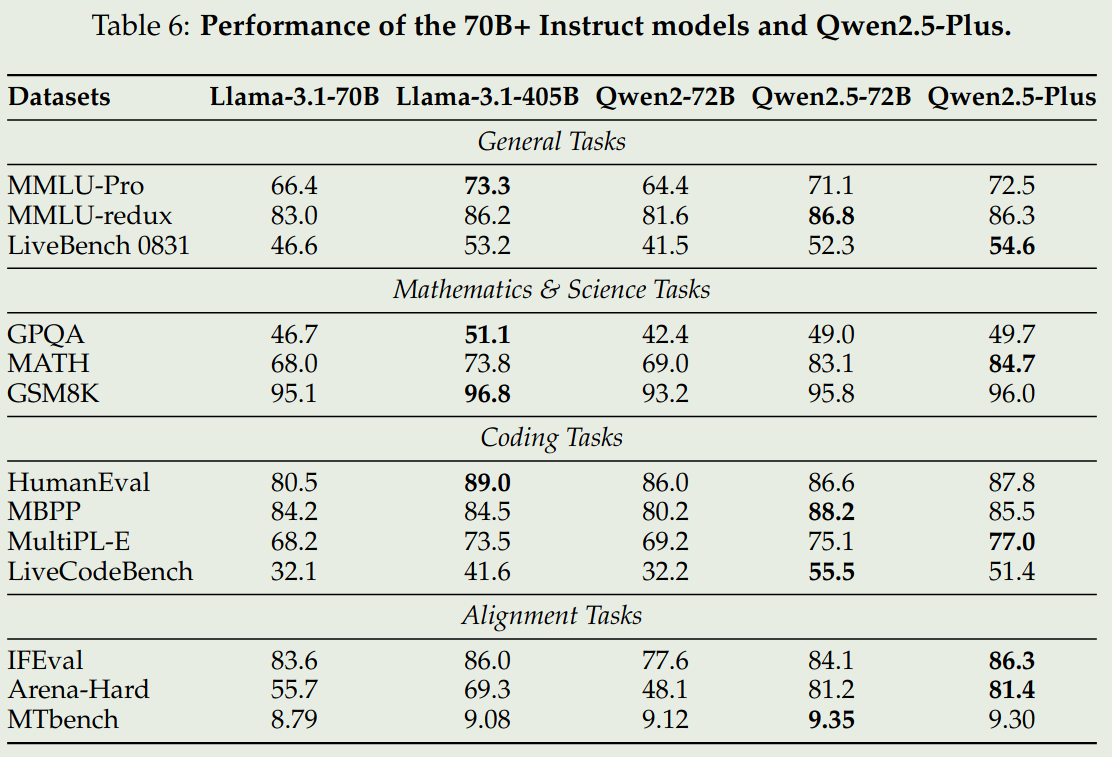 Table 6: Performance of the 70B+ Instruct models and Qwen2.5-Plus.
Datasets Llama-3.1-70B Llama-3.1-405B Qwen2-72B Qwen2.5-72B Qwen2.5-Plus
General Tasks
MMLU-Pro 66.4 73.3 64.4 71.1 72.5
MMLU-redux 83.0 86.2 81.6 86.8 86.3
LiveBench 0831 46.6 53.2 41.5 52.3 54.6
Mathematics & Science Tasks
GPQA 46.7 51.1 42.4 49.0 49.7
MATH 68.0 73.8 69.0 83.1 84.7
GSM8K 95.1 96.8 93.2 95.8 96.0
Coding Tasks
HumanEval 80.5 89.0 86.0 86.6 87.8
MBPP 84.2 84.5 80.2 88.2 85.5
MultiPL-E 68.2 73.5 69.2 75.1 77.0
LiveCodeBench 32.1 41.6 32.2 55.5 51.4
Alignment Tasks
IFEval 83.6 86.0 77.6 84.1 86.3
Arena-Hard 55.7 69.3 48.1 81.2 81.4
MTbench 8.79 9.08 9.12 9.35 9.30